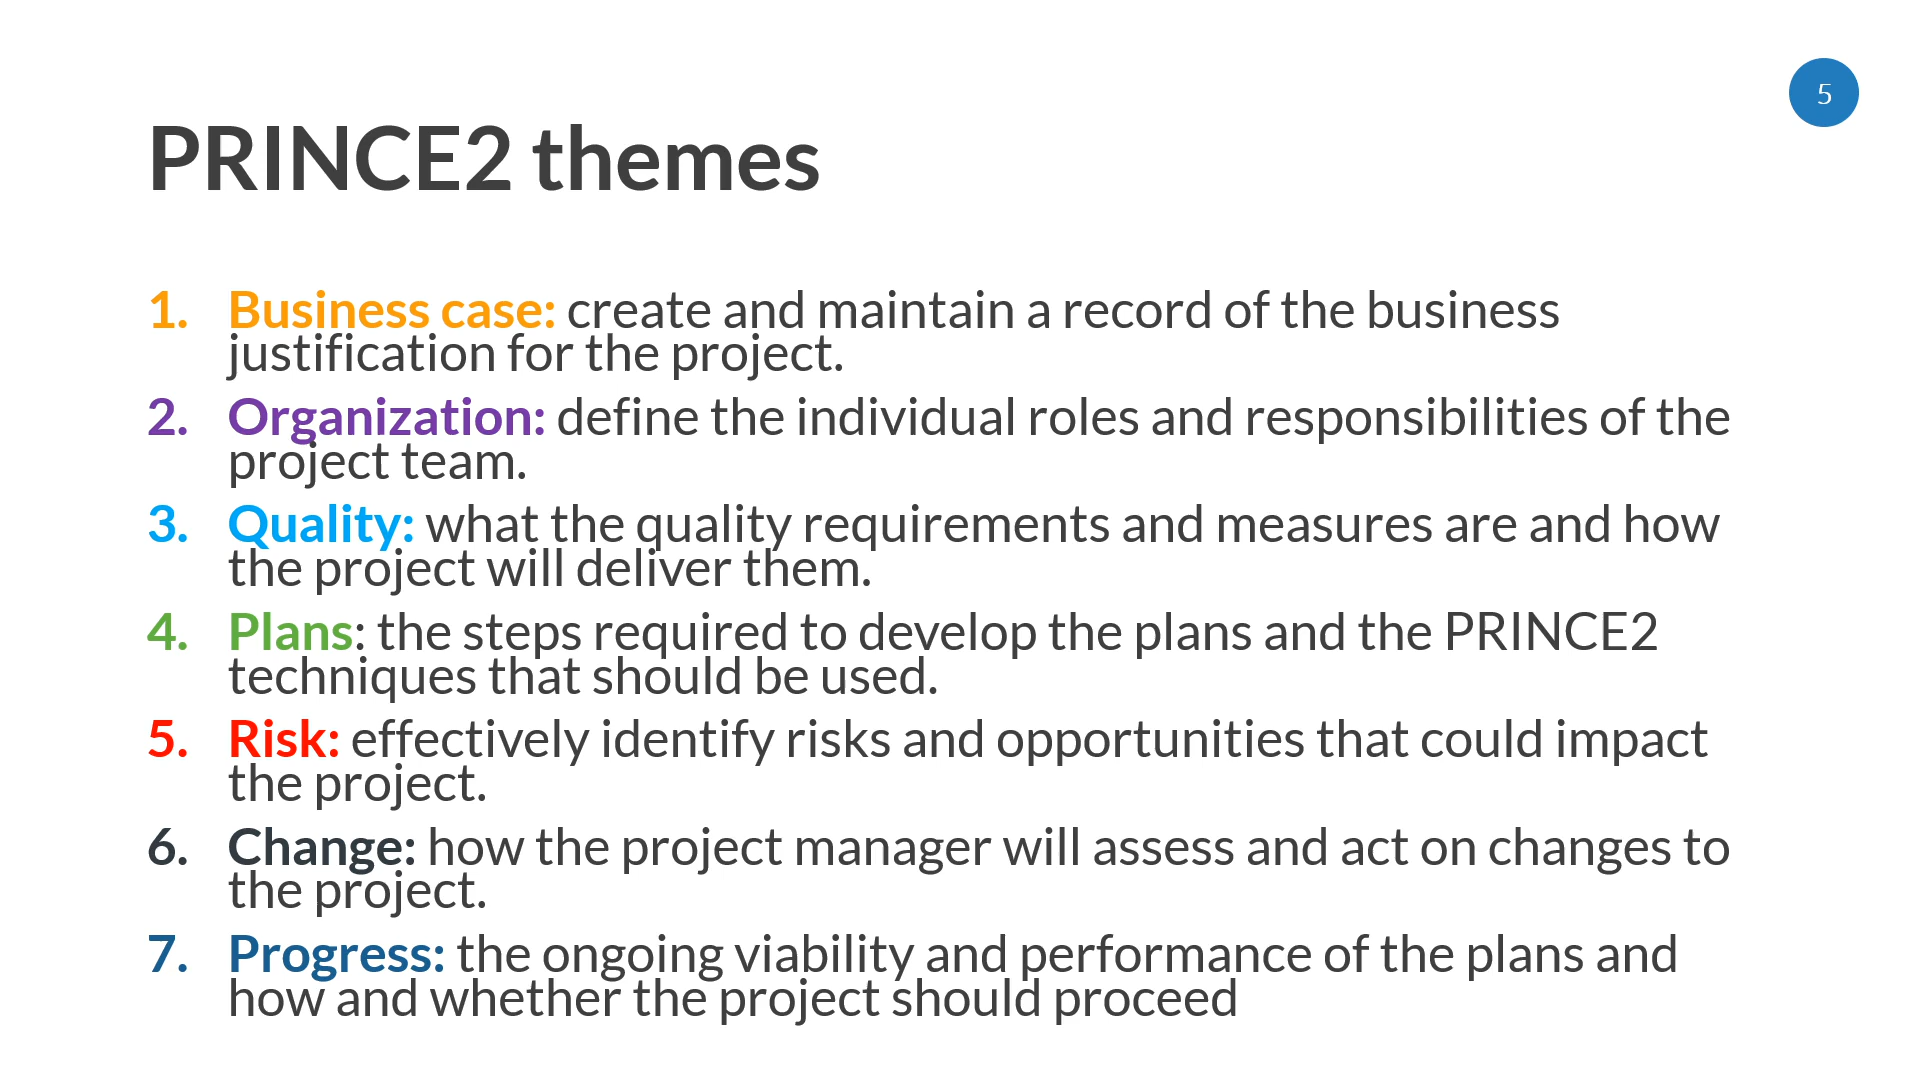 5
PRINCE2 themes
1. Business case: create and maintain a record of the business
justification for the project.
2. Organization: define the individual roles and responsibilities of the
project team.
3. Quality: what the quality requirements and measures are and how
the project will deliver them.
4. Plans: the steps required to develop the plans and the PRINCE2
techniques that should be used.
5. Risk: effectively identify risks and opportunities that could impact
the project.
6. Change: how the project manager will assess and act on changes to
the project.
7. Progress: the ongoing viability and performance of the plans and
how and whether the project should proceed